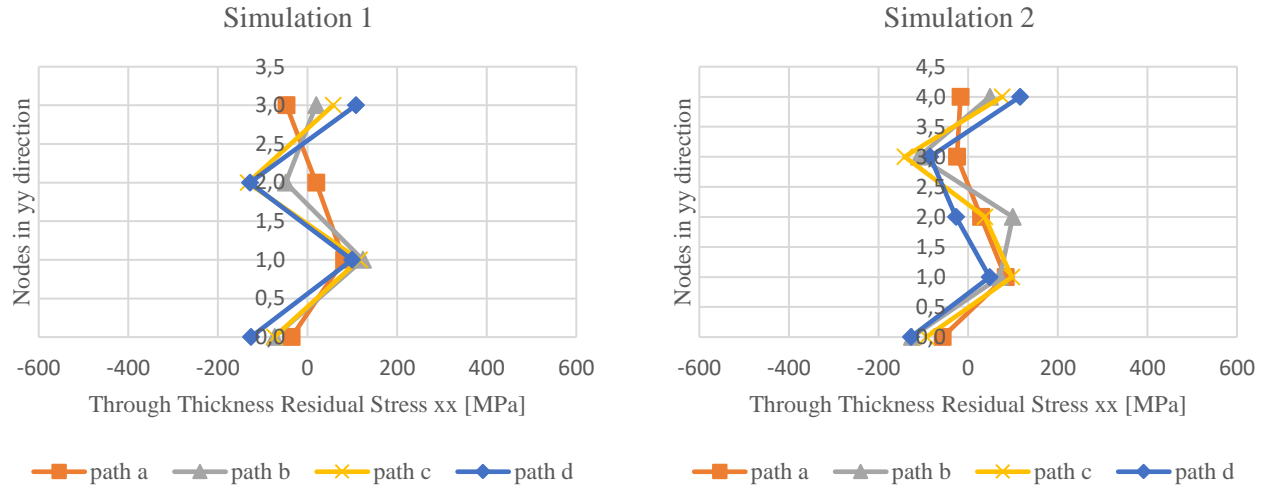 Simulation 1
Nodes in yy direction
3,5
3,0
2,5
2,0
1,5
1,0
0,5
0,0
-600 -400 -200 0 200 400 600
Through Thickness Residual Stress xx [MPa]
path a path b path c path d
Simulation 2
Nodes in yy direction
4,5
4,0
3,5
3,0
2,5
2,0
1,5
1,0
0,5
0,0
-600 -400 -200 0 200 400 600
Through Thickness Residual Stress xx [MPa]
path a path b path c path d